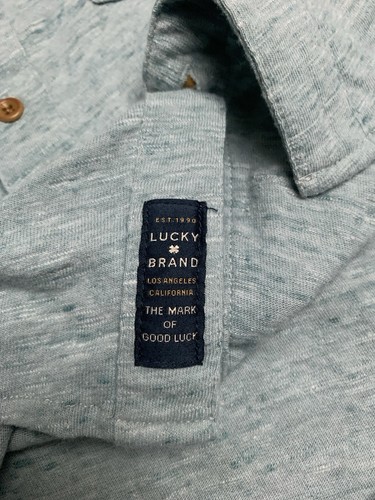 EST. 1990
LUCKY
BRAND
LOS ANGELES
CALIFORNIA
THE MARK
OF
GOOD LUCK